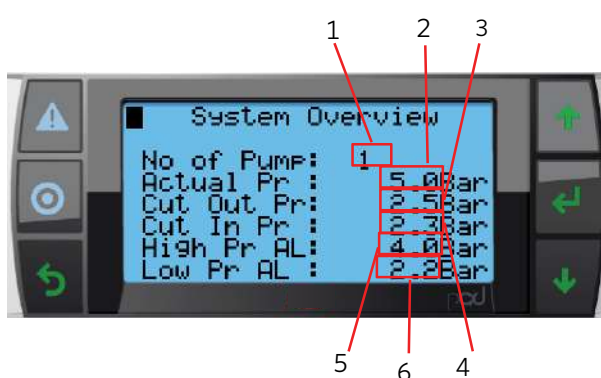 1 2 3
System Overview
No of Pump: 1
Actual Pr : 5.0Bar
Cut Out Pr: 2.5Bar
Cut In Pr : 2.3Bar
High Pr AL: 4.0Bar
Low Pr AL : 2.2Bar
pGD
5 6 4